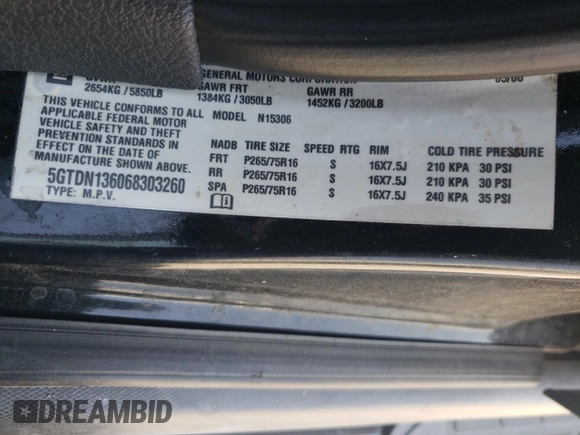 GENERAL MOTORS CORPORATION
GVWR GAWR FRT GAWR RR
2654KG / 5850LB 1384KG / 3050LB 1452KG / 3200LB
THIS VEHICLE CONFORMS TO ALL MODEL N15306
APPLICABLE FEDERAL MOTOR
VEHICLE SAFETY AND THEFT
PREVENTION STANDARDS IN
EFFECT ON THE DATE OF
MANUFACTURE SHOWN ABOVE.
5GTDN136068303260
TYPE: M.P.V.
NADB TIRE SIZE SPEED RTG RIM COLD TIRE PRESSURE
FRT P265/75R16 S 16X7.5J 210 KPA 30 PSI
RR P265/75R16 S 16X7.5J 210 KPA 30 PSI
SPA P265/75R16 S 16X7.5J 240 KPA 35 PSI
DREAMBID